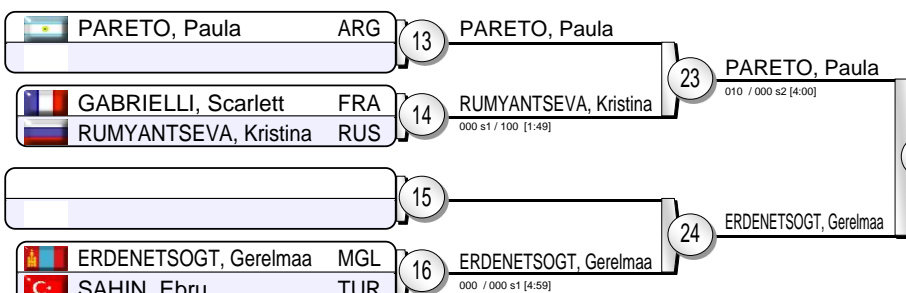 PARETO, Paula ARG
13
PARETO, Paula
23
PARETO, Paula
010 / 000 s2 [4:00]
GABRIELLI, Scarlett FRA
RUMYANTSEVA, Kristina RUS
14
RUMYANTSEVA, Kristina
000 s1 / 100 [1:49]
15
24
ERDENETSOGT, Gerelmaa
ERDENETSOGT, Gerelmaa MGL
SAHIN, Ebru TUR
16
ERDENETSOGT, Gerelmaa
000 / 000 s1 [4:59]